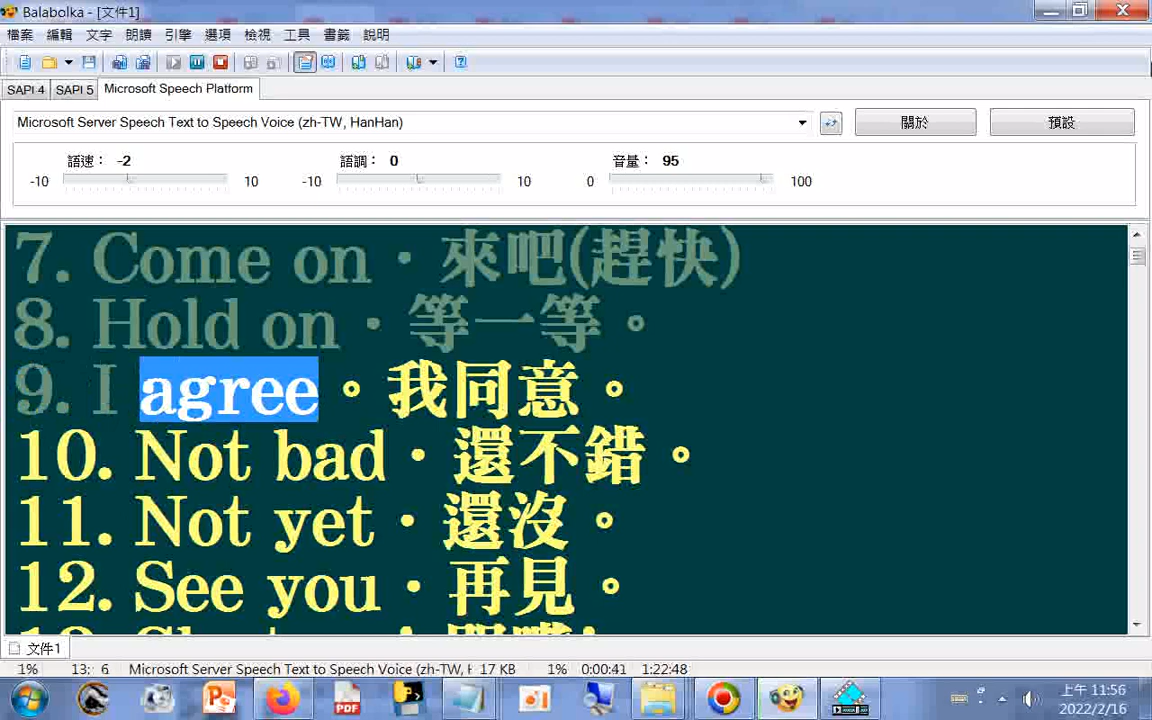 Balabolka - [文件1]
檔案 編輯 文字 朗讀 引擎 選項 檢視 工具 書籤 說明
SAPI 4 SAPI 5 Microsoft Speech Platform
Microsoft Server Speech Text to Speech Voice (zh-TW, HanHan) 關於 預設
語速： -2 語調： 0 音量： 95
-10 10 -10 10 0 100
7. Come on．來吧(趕快)
8. Hold on．等一等。
9. I agree。我同意。
10. Not bad．還不錯。
11. Not yet．還沒。
12. See you．再見。
文件1
1% 13: 6 Microsoft Server Speech Text to Speech Voice (zh-TW, 17 KB 1% 0:00:41 1:22:48
上午 11:56
2022/2/16